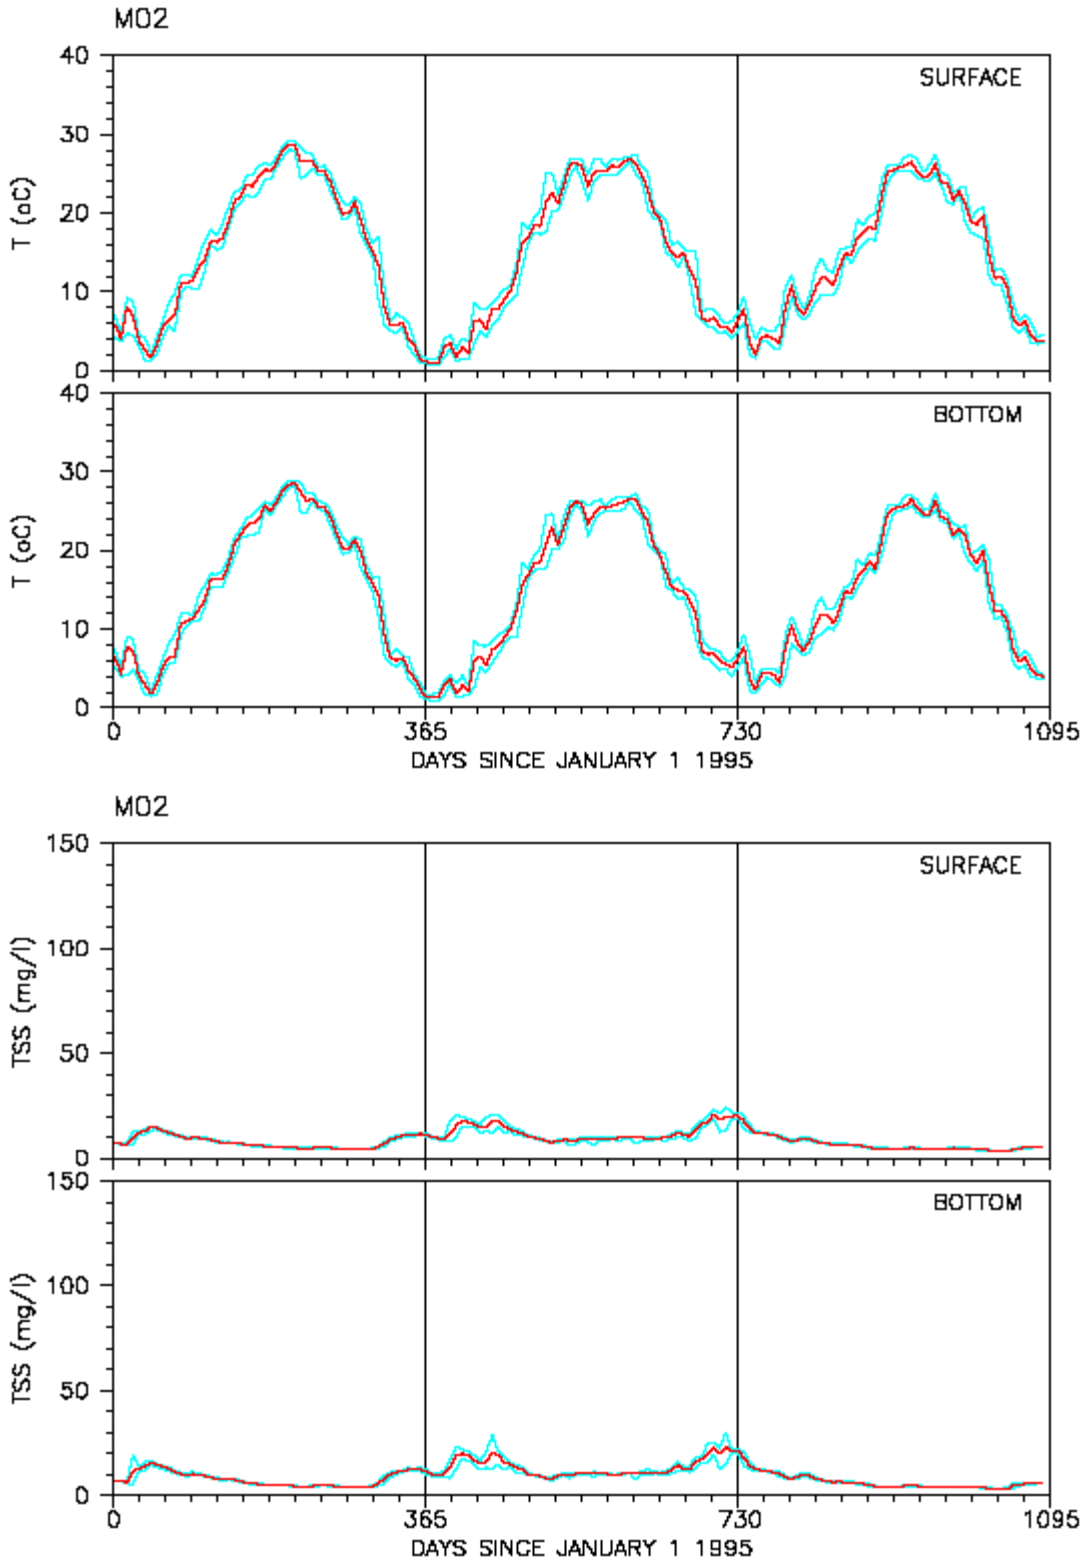 MO2
40
SURFACE
30
20
T (oC)
10
0
40
BOTTOM
30
20
T (oC)
10
0
0 365 730 1095
DAYS SINCE JANUARY 1 1995
MO2
150
SURFACE
100
TSS (mg/l)
50
0
150
BOTTOM
100
TSS (mg/l)
50
0
0 365 730 1095
DAYS SINCE JANUARY 1 1995